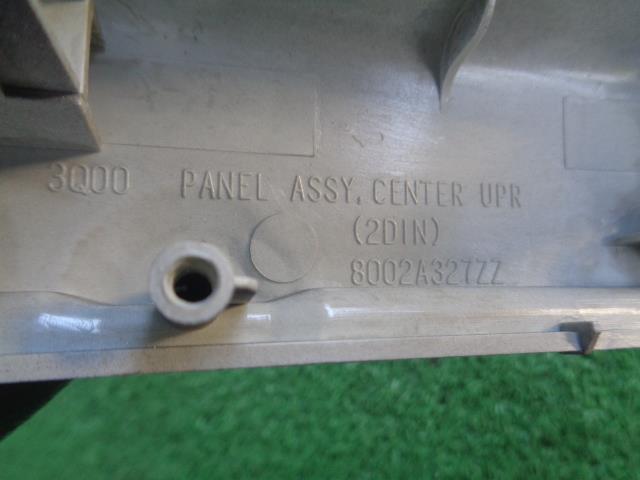 3Q00 PANEL ASSY, CENTER UPR
(2DIN)
8002A327ZZ